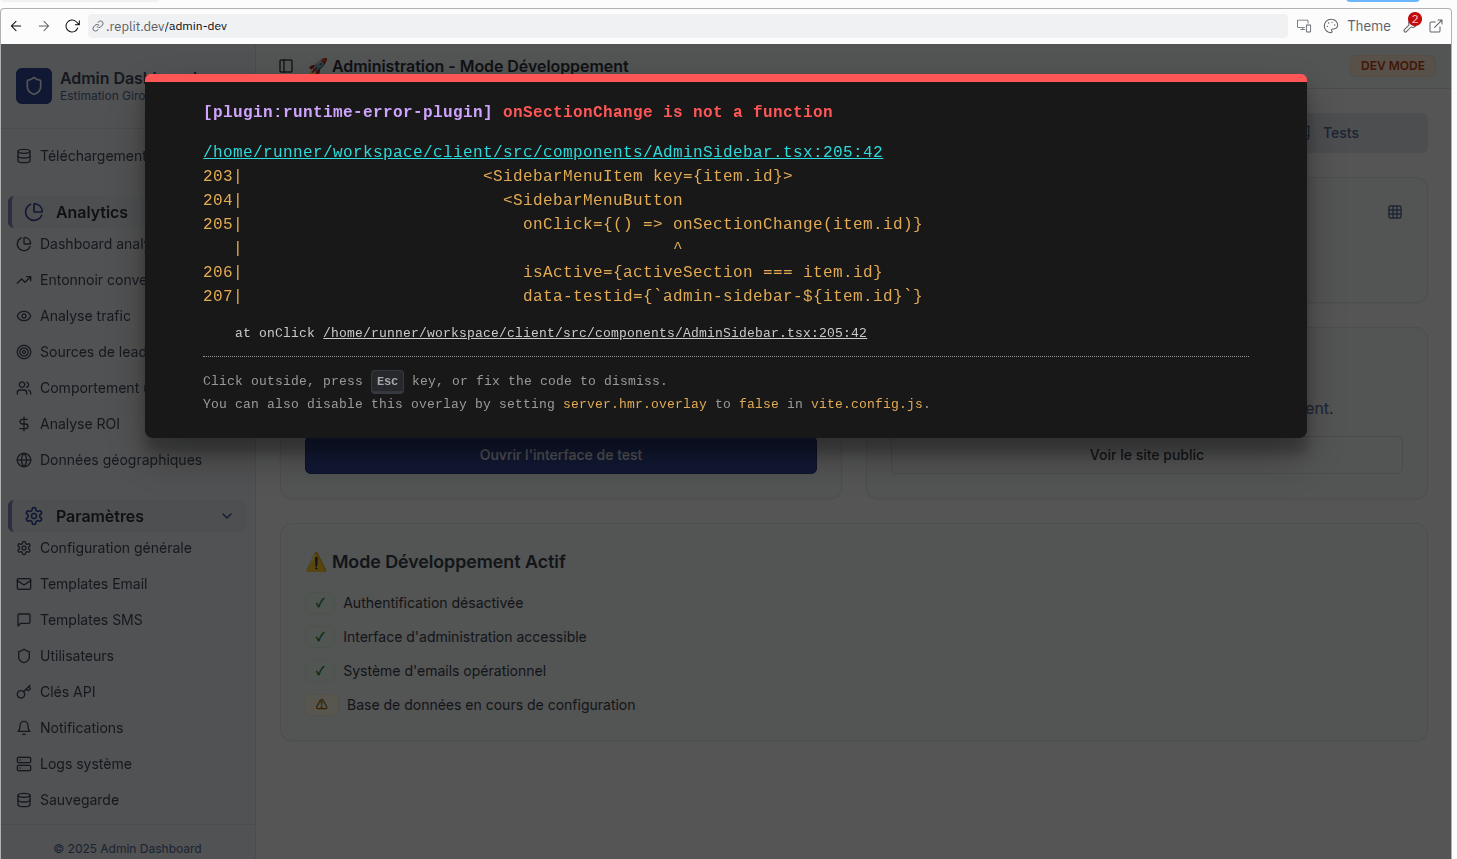 .replit.dev/admin-dev
Theme
2
Admin Das
Estimation Giro
🚀 Administration - Mode Développement
DEV MODE
[plugin:runtime-error-plugin] onSectionChange is not a function
/home/runner/workspace/client/src/components/AdminSidebar.tsx:205:42
203|                        <SidebarMenuItem key={item.id}>
204|                          <SidebarMenuButton
205|                            onClick={() => onSectionChange(item.id)}
   |                                           ^
206|                            isActive={activeSection === item.id}
207|                            data-testid={`admin-sidebar-${item.id}`}
at onClick /home/runner/workspace/client/src/components/AdminSidebar.tsx:205:42
Click outside, press Esc key, or fix the code to dismiss.
You can also disable this overlay by setting server.hmr.overlay to false in vite.config.js.
Téléchargement
Analytics
Dashboard anal
Entonnoir conve
Analyse trafic
Sources de lead
Comportement
Analyse ROI
Données géographiques
Paramètres
Configuration générale
Templates Email
Templates SMS
Utilisateurs
Clés API
Notifications
Logs système
Sauvegarde
© 2025 Admin Dashboard
Tests
ent.
Ouvrir l'interface de test
Voir le site public
⚠️ Mode Développement Actif
✓ Authentification désactivée
✓ Interface d'administration accessible
✓ Système d'emails opérationnel
⚠ Base de données en cours de configuration